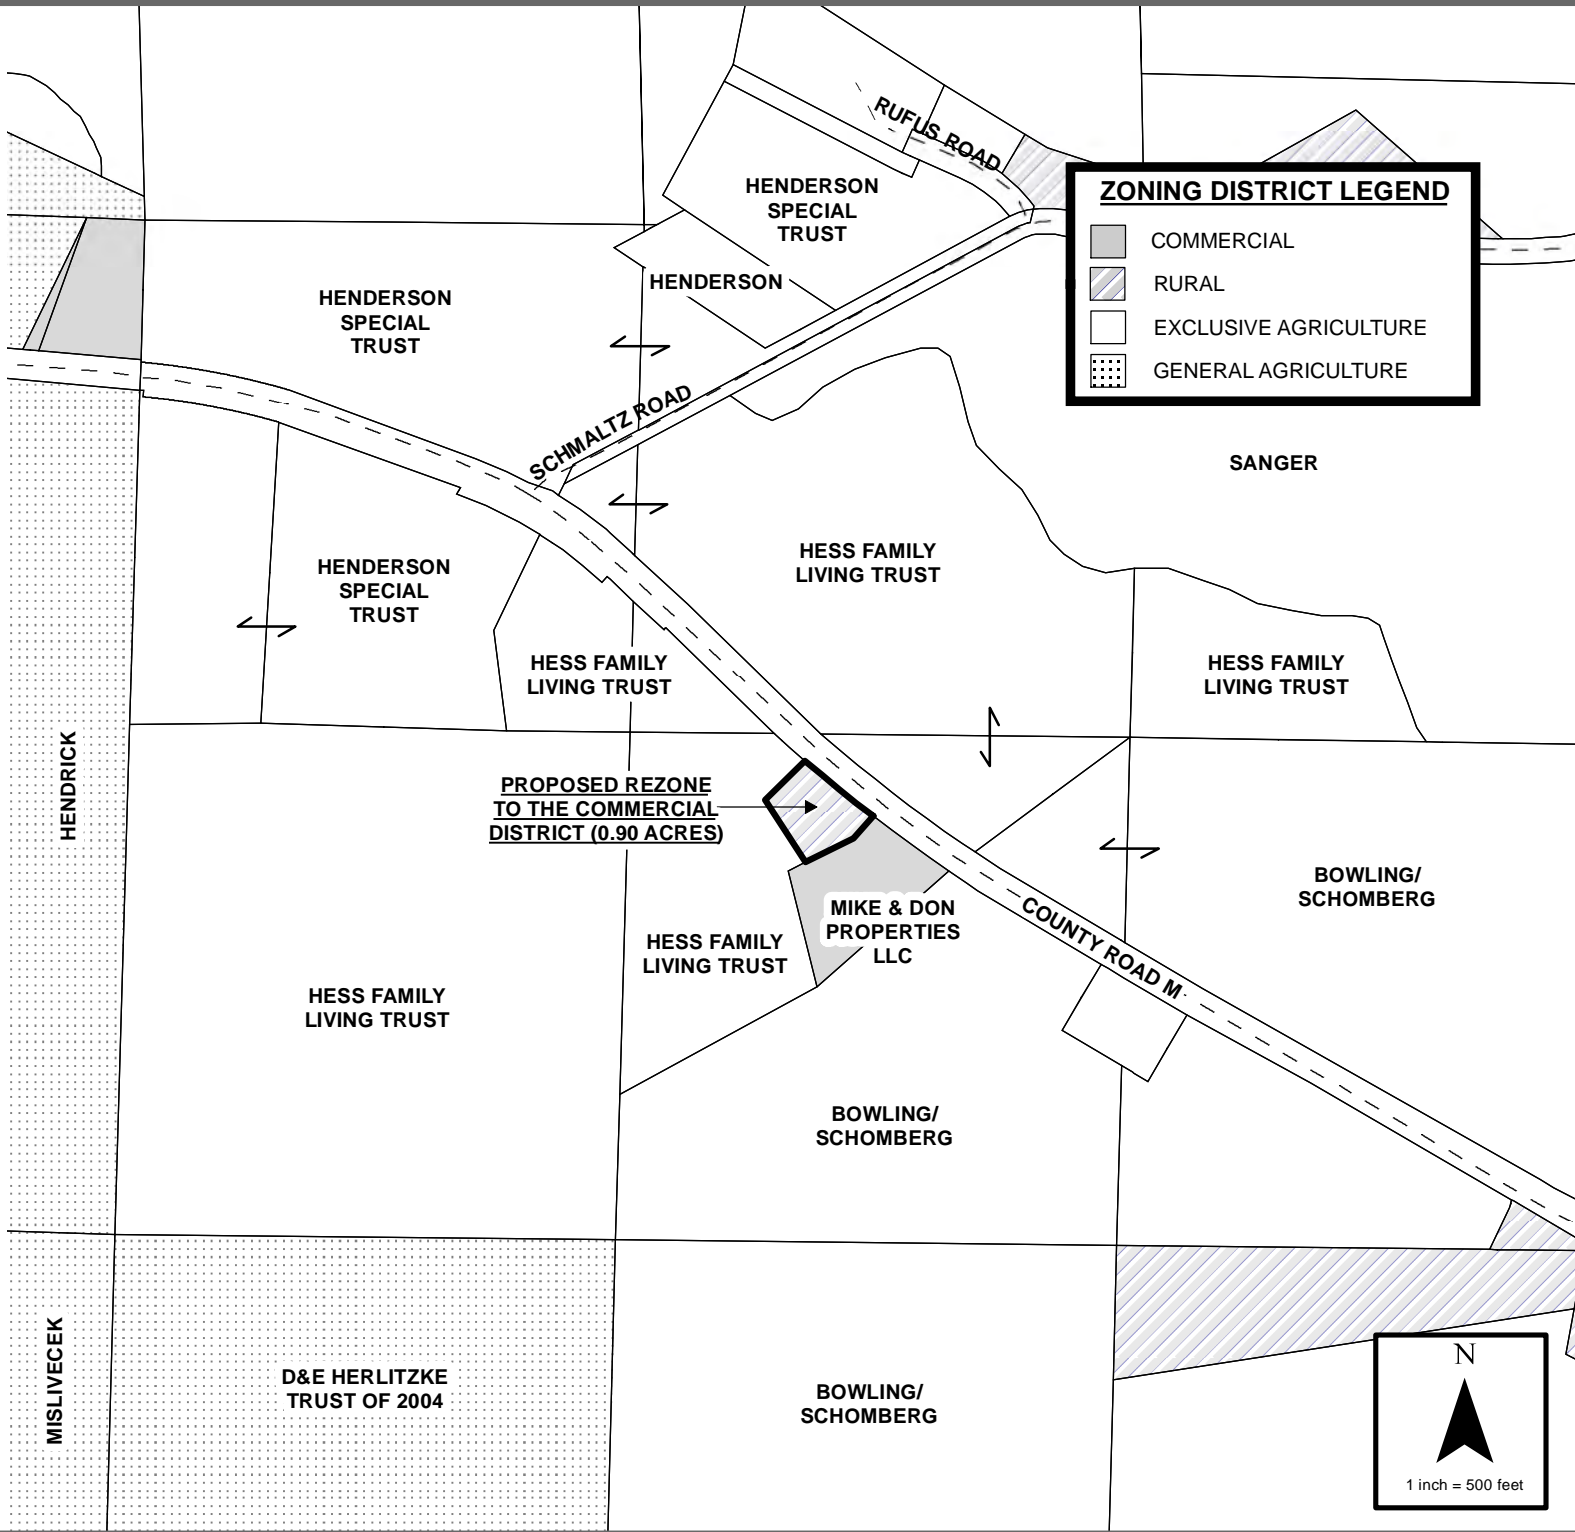 RUFUS ROAD
ZONING DISTRICT LEGEND
COMMERCIAL
RURAL
EXCLUSIVE AGRICULTURE
GENERAL AGRICULTURE
HENDERSON
SPECIAL
TRUST
HENDERSON
HENDERSON
SPECIAL
TRUST
SCHMALTZ ROAD
SANGER
HESS FAMILY
LIVING TRUST
HENDERSON
SPECIAL
TRUST
HESS FAMILY
LIVING TRUST
HESS FAMILY
LIVING TRUST
HENDRICK
PROPOSED REZONE
TO THE COMMERCIAL
DISTRICT (0.90 ACRES)
BOWLING/
SCHOMBERG
MIKE & DON
PROPERTIES
LLC
COUNTY ROAD M
HESS FAMILY
LIVING TRUST
HESS FAMILY
LIVING TRUST
BOWLING/
SCHOMBERG
MISLIVECEK
D&E HERLITZKE
TRUST OF 2004
BOWLING/
SCHOMBERG
N
1 inch = 500 feet